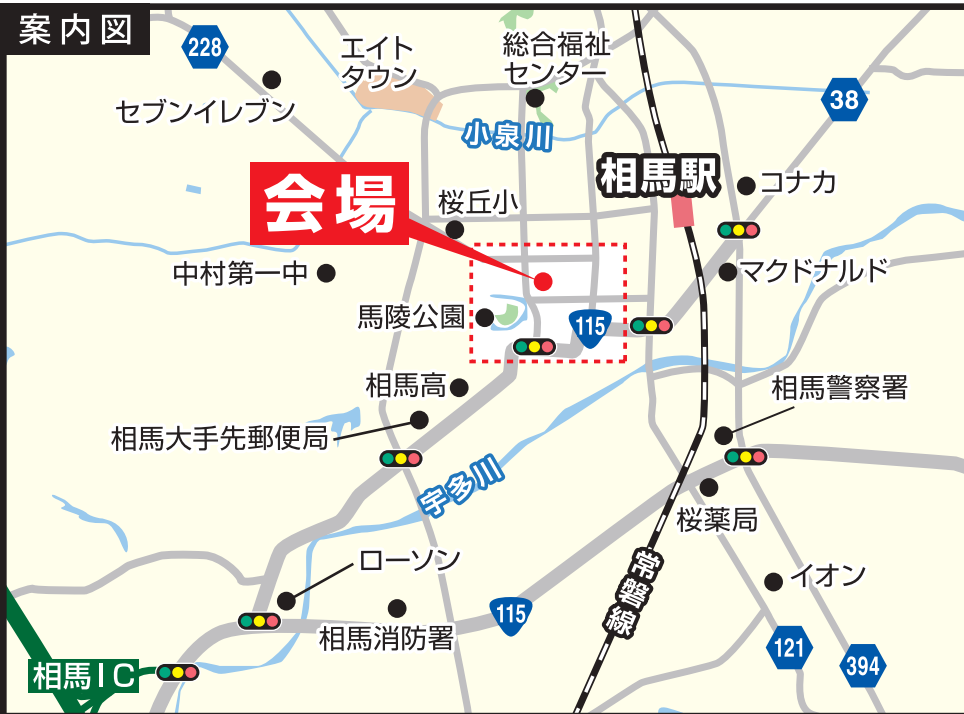 案内図
228
エイト
タウン
総合福祉
センター
セブンイレブン
38
小泉川
相馬駅
コナカ
会場
桜丘小
中村第一中
マクドナルド
馬陵公園
115
相馬高
相馬警察署
相馬大手先郵便局
宇多川
桜薬局
ローソン
常磐線
イオン
115
相馬消防署
121
394
相馬IC